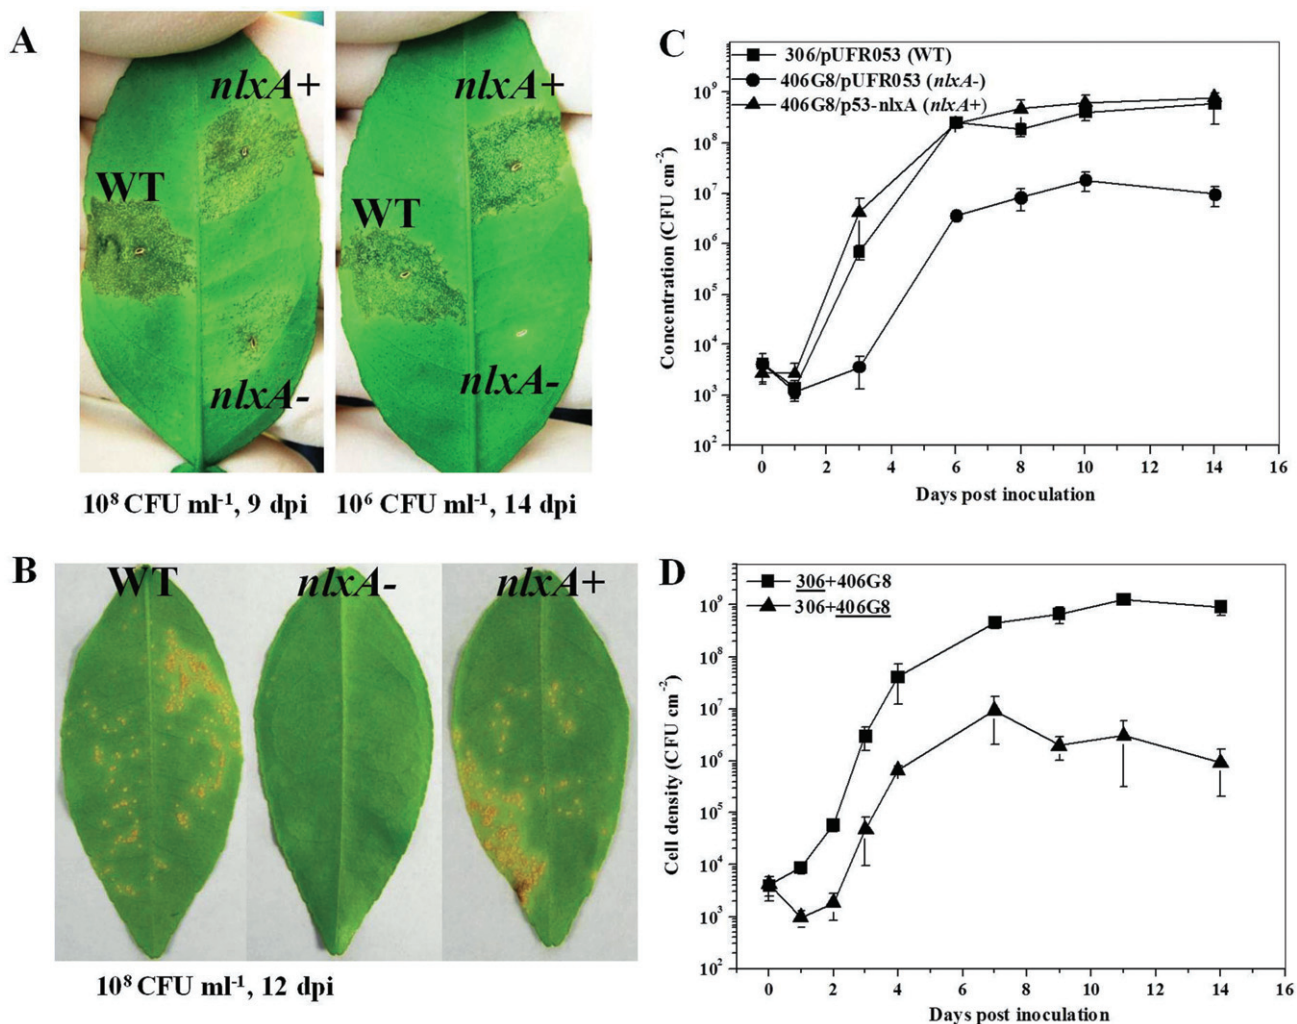 A
nlxA+
WT
nlxA-
10⁸ CFU ml⁻¹, 9 dpi
nlxA+
WT
nlxA-
10⁶ CFU ml⁻¹, 14 dpi
B
WT
nlxA-
nlxA+
10⁸ CFU ml⁻¹, 12 dpi
C
306/pUFR053 (WT)
406G8/pUFR053 (nlxA-)
406G8/p53-nlxA (nlxA+)
Concentration (CFU cm⁻²)
10⁹
10⁸
10⁷
10⁶
10⁵
10⁴
10³
10²
0 2 4 6 8 10 12 14 16
Days post inoculation
D
306+406G8
306+406G8
Cell density (CFU cm⁻²)
10⁹
10⁸
10⁷
10⁶
10⁵
10⁴
10³
10²
0 2 4 6 8 10 12 14 16
Days post inoculation